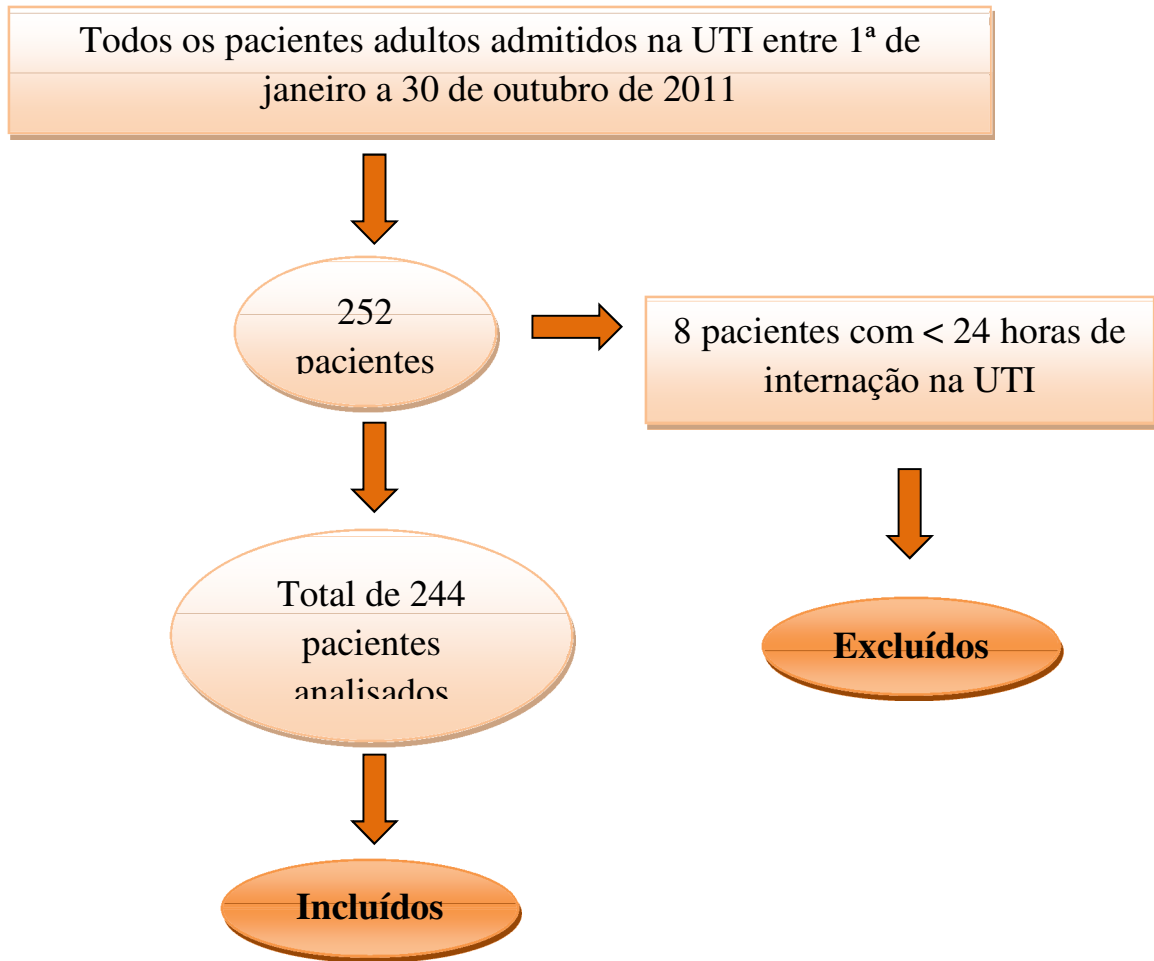 Todos os pacientes adultos admitidos na UTI entre 1ª de
janeiro a 30 de outubro de 2011
252
pacientes
8 pacientes com < 24 horas de
internação na UTI
Total de 244
pacientes
analisados
Excluídos
Incluídos